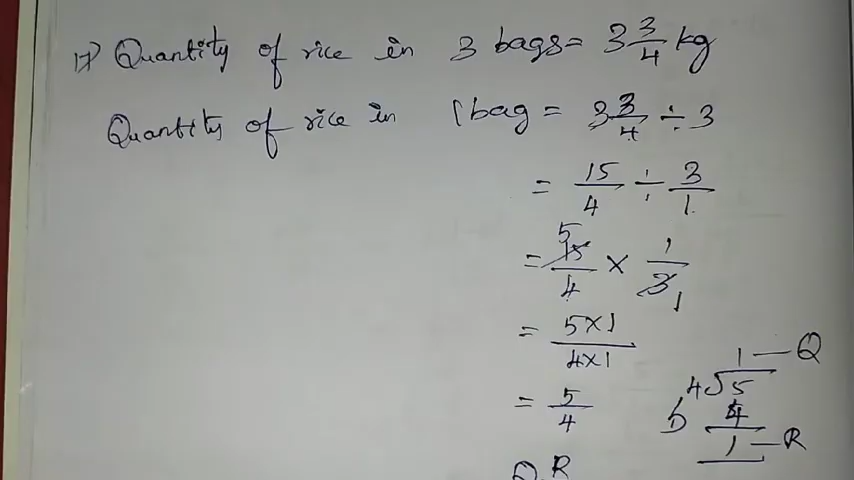 17) Quantity of rice in 3 bags = 3 3/4 kg
Quantity of rice in 1 bag = 3 3/4 ÷ 3
= 15/4 ÷ 3/1
= 15/4 × 1/3
5 1
= 5×1/4×1
= 5/4
1 — Q
4√5
4
1 — R
Q R